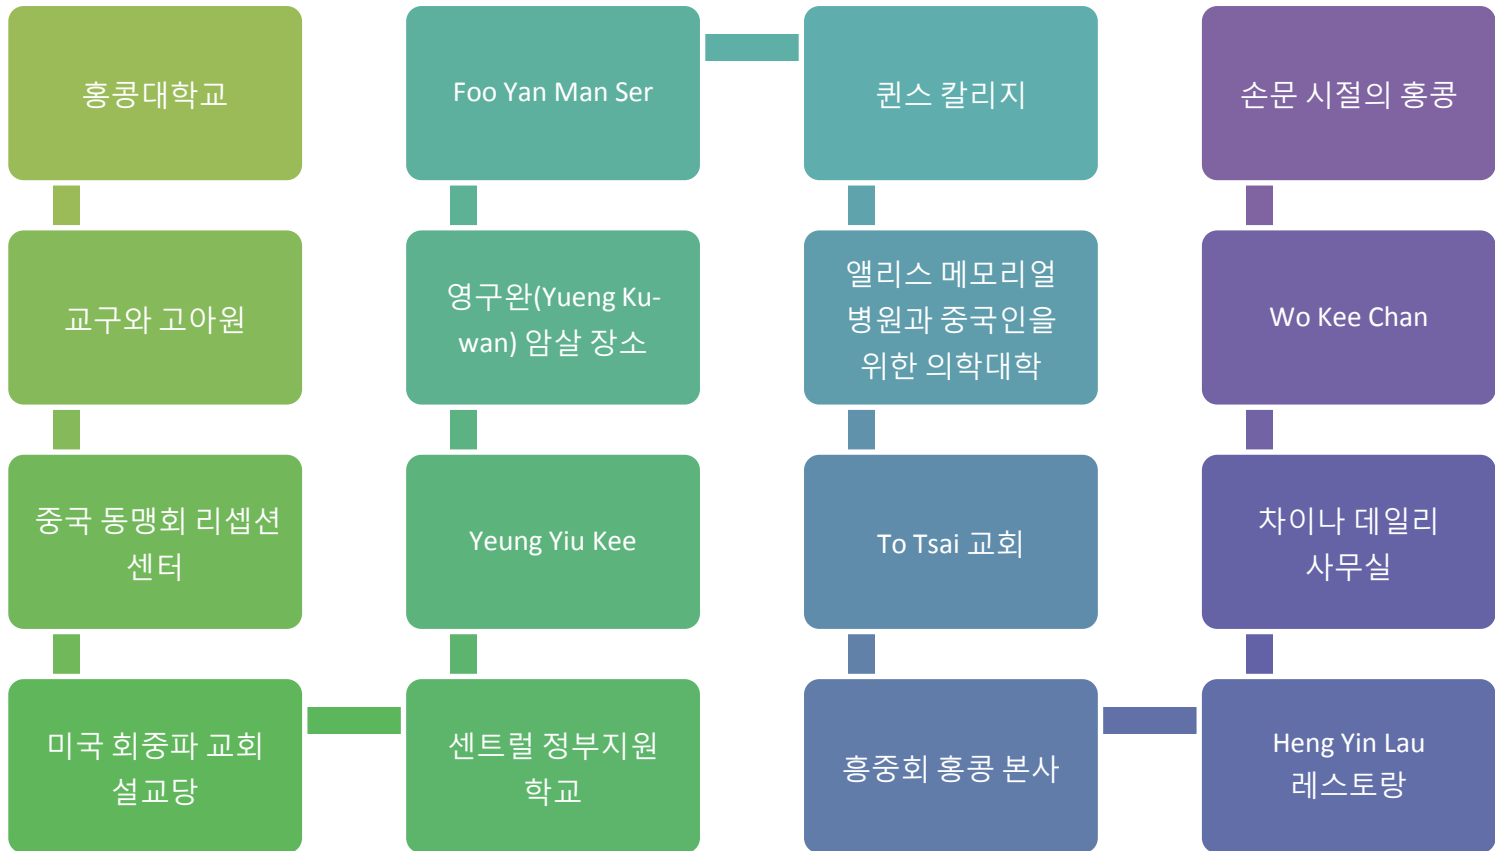 홍콩대학교
교구와 고아원
중국 동맹회 리셉션
센터
미국 회중파 교회
설교당
센트럴 정부지원
학교
Yeung Yiu Kee
영구완(Yueng Ku-
wan) 암살 장소
Foo Yan Man Ser
퀸스 칼리지
앨리스 메모리얼
병원과 중국인을
위한 의학대학
To Tsai 교회
흥중회 홍콩 본사
Heng Yin Lau
레스토랑
차이나 데일리
사무실
Wo Kee Chan
손문 시절의 홍콩